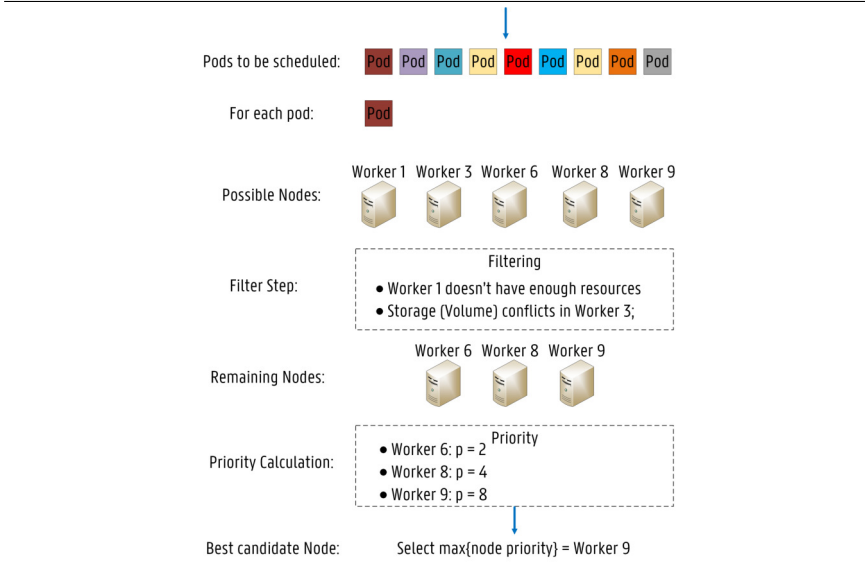 Pods to be scheduled: Pod Pod Pod Pod Pod Pod Pod Pod Pod
For each pod: Pod
Worker 1 Worker 3 Worker 6 Worker 8 Worker 9
Possible Nodes:
Filtering
Filter Step:
● Worker 1 doesn't have enough resources
● Storage (Volume) conflicts in Worker 3;
Worker 6 Worker 8 Worker 9
Remaining Nodes:
Priority
● Worker 6: p = 2
Priority Calculation:
● Worker 8: p = 4
● Worker 9: p = 8
Best candidate Node: Select max{node priority} = Worker 9